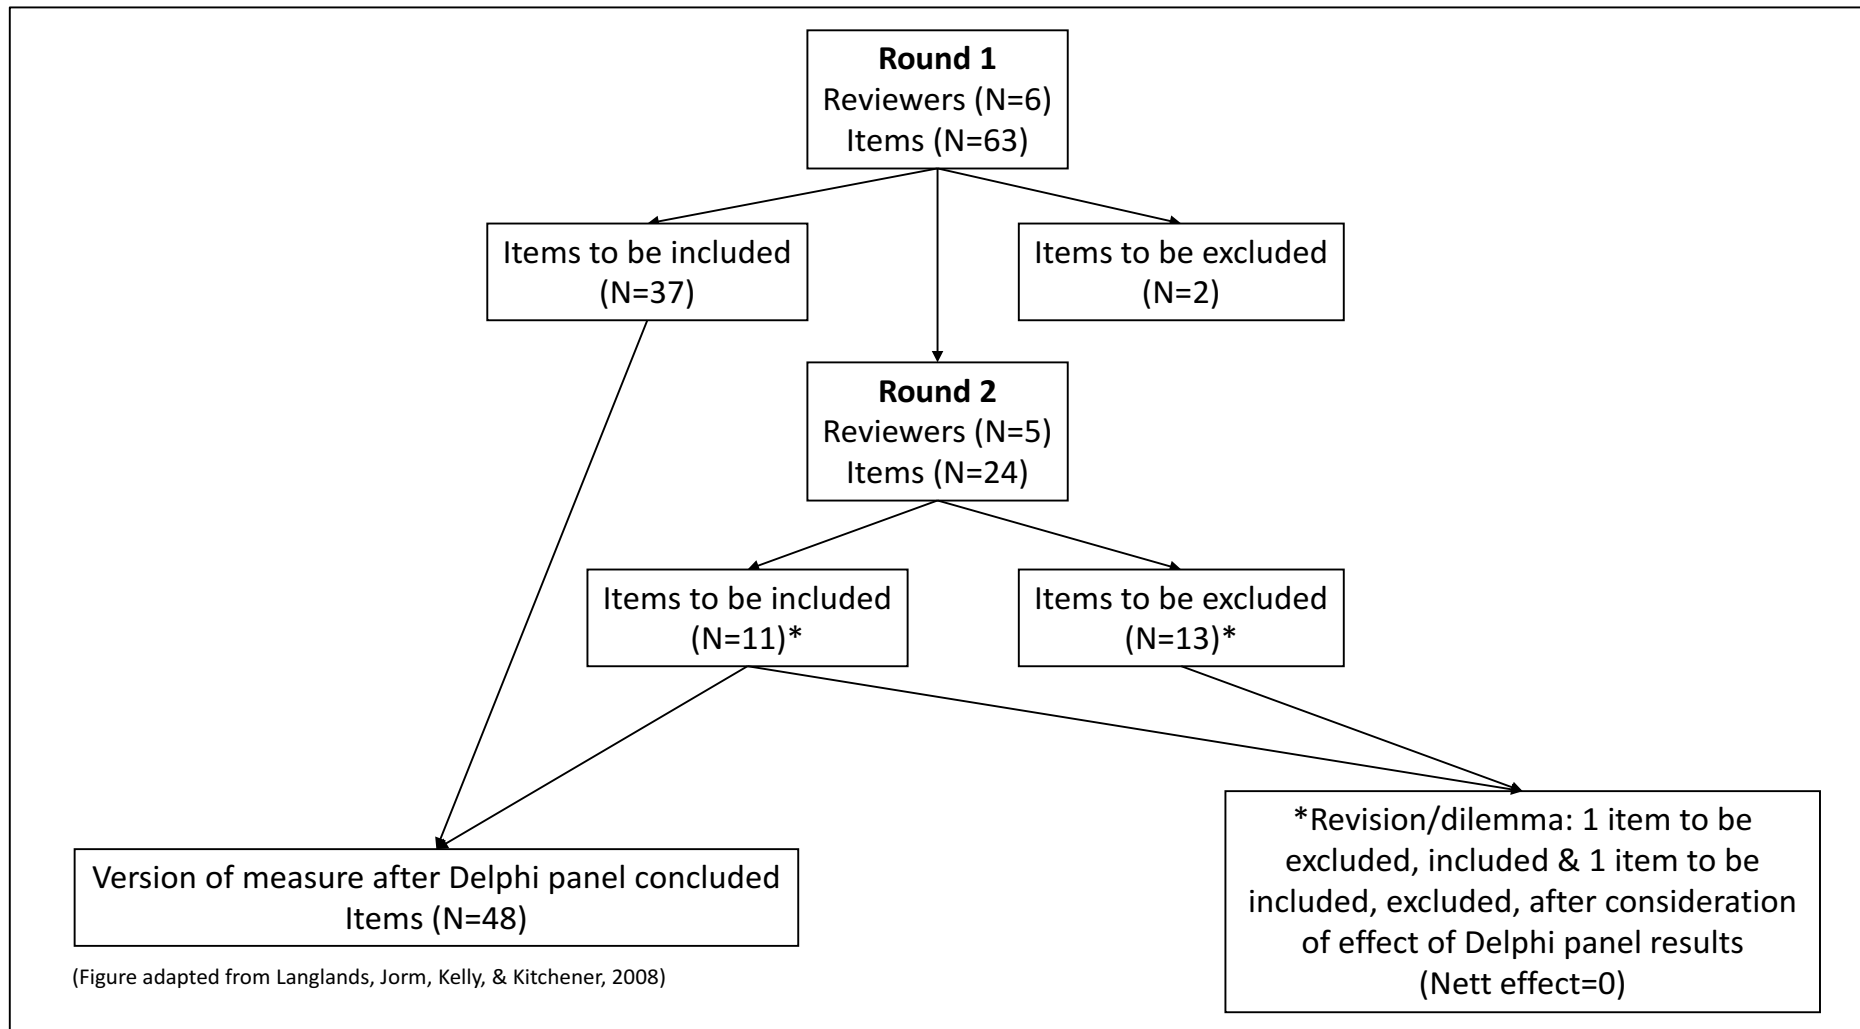 Round 1
Reviewers (N=6)
Items (N=63)
Items to be included
(N=37)
Items to be excluded
(N=2)
Round 2
Reviewers (N=5)
Items (N=24)
Items to be included
(N=11)*
Items to be excluded
(N=13)*
Version of measure after Delphi panel concluded
Items (N=48)
*Revision/dilemma: 1 item to be
excluded, included & 1 item to be
included, excluded, after consideration
of effect of Delphi panel results
(Nett effect=0)
(Figure adapted from Langlands, Jorm, Kelly, & Kitchener, 2008)